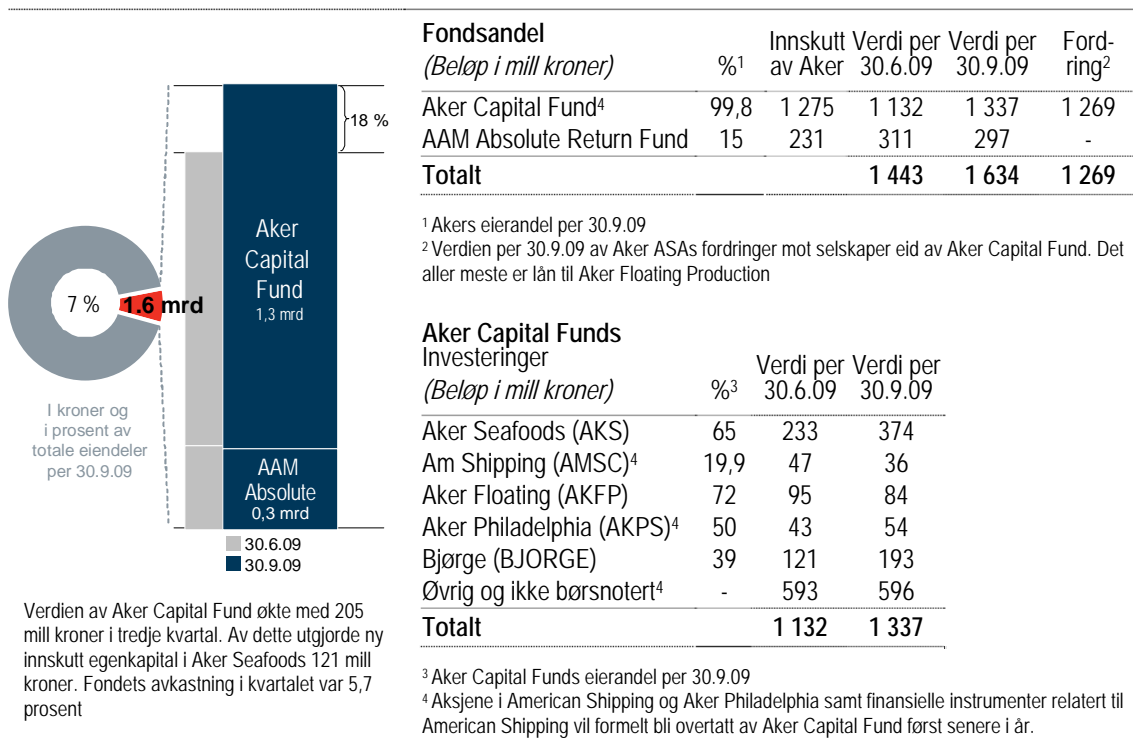 18 %
Aker
Capital
Fund
1,3 mrd
7 %
1.6 mrd
I kroner og
i prosent av
totale eiendeler
per 30.9.09
AAM
Absolute
0,3 mrd
30.6.09
30.9.09
Verdien av Aker Capital Fund økte med 205
mill kroner i tredje kvartal. Av dette utgjorde ny
innskutt egenkapital i Aker Seafoods 121 mill
kroner. Fondets avkastning i kvartalet var 5,7
prosent
Fondsandel Innskutt Verdi per Verdi per Ford-
(Beløp i mill kroner) %¹ av Aker 30.6.09 30.9.09 ring²
Aker Capital Fund⁴ 99,8 1 275 1 132 1 337 1 269
AAM Absolute Return Fund 15 231 311 297 -
Totalt 1 443 1 634 1 269
¹ Akers eierandel per 30.9.09
² Verdien per 30.9.09 av Aker ASAs fordringer mot selskaper eid av Aker Capital Fund. Det
aller meste er lån til Aker Floating Production
Aker Capital Funds
Investeringer Verdi per Verdi per
(Beløp i mill kroner) %³ 30.6.09 30.9.09
Aker Seafoods (AKS) 65 233 374
Am Shipping (AMSC)⁴ 19,9 47 36
Aker Floating (AKFP) 72 95 84
Aker Philadelphia (AKPS)⁴ 50 43 54
Bjørge (BJORGE) 39 121 193
Øvrig og ikke børsnotert⁴ - 593 596
Totalt 1 132 1 337
³ Aker Capital Funds eierandel per 30.9.09
⁴ Aksjene i American Shipping og Aker Philadelphia samt finansielle instrumenter relatert til
American Shipping vil formelt bli overtatt av Aker Capital Fund først senere i år.